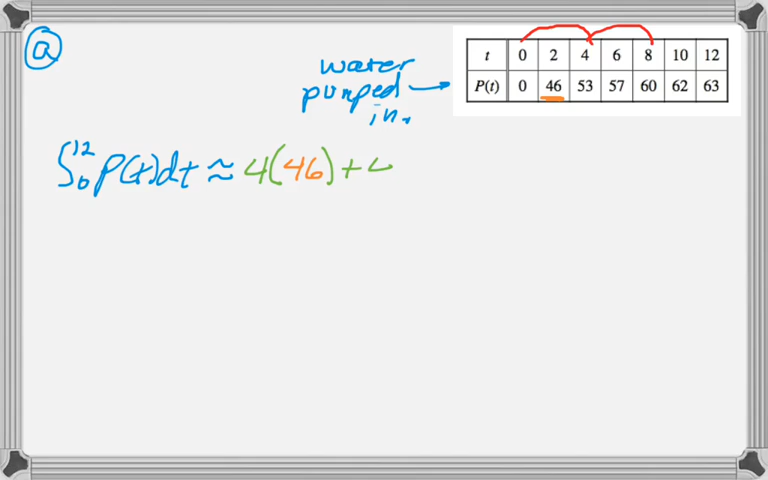 a
water
pumped
in.
t 0 2 4 6 8 10 12
P(t) 0 46 53 57 60 62 63
∫₀¹² P(t)dt ≈ 4(46) + 4